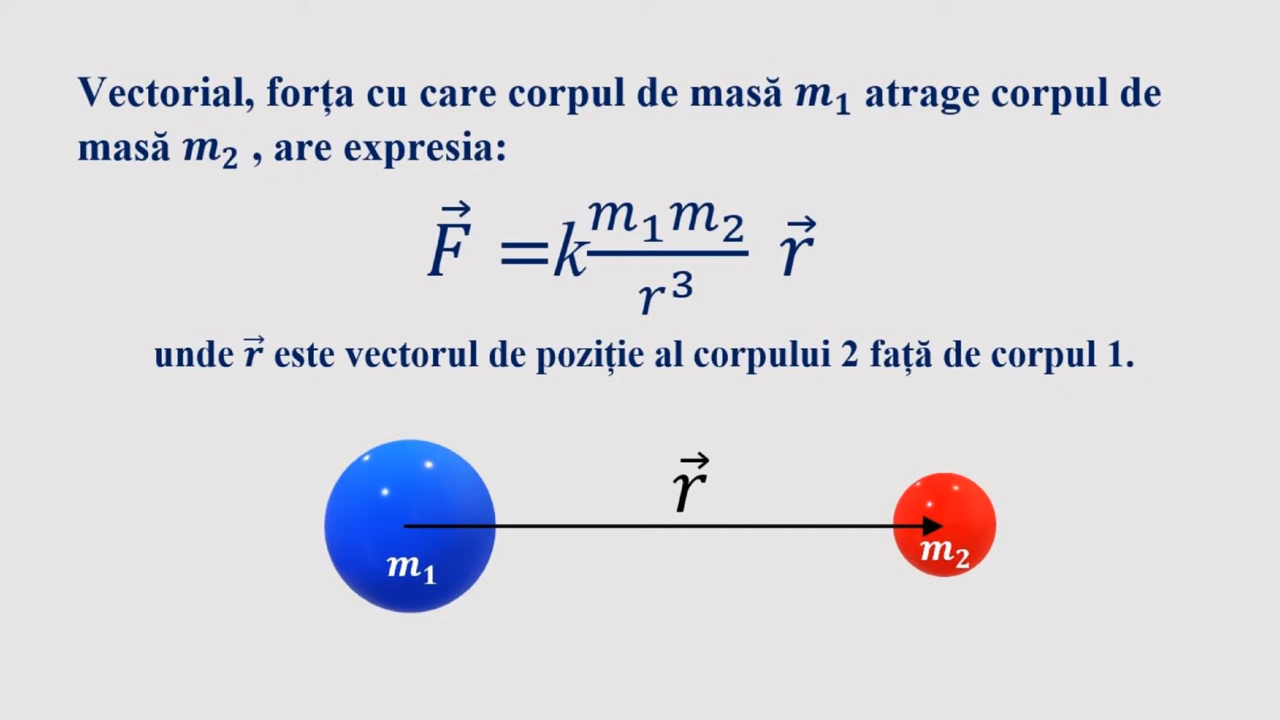 Vectorial, forța cu care corpul de masă m₁ atrage corpul de
masă m₂ , are expresia:
F⃗ =k m₁m₂/r³ r⃗
unde r⃗ este vectorul de poziție al corpului 2 față de corpul 1.
r⃗
m₁
m₂